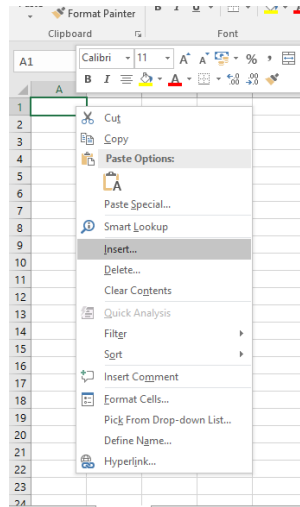 Format Painter
B I U A
Clipboard
Font
A1
Calibri 11 A A % ,
B I A .00
A
1
2
3
4
5
6
7
8
9
10
11
12
13
14
15
16
17
18
19
20
21
22
23
24
Cut
Copy
Paste Options:
A
Paste Special...
Smart Lookup
Insert...
Delete...
Clear Contents
Quick Analysis
Filter
Sort
Insert Comment
Format Cells...
Pick From Drop-down List...
Define Name...
Hyperlink...